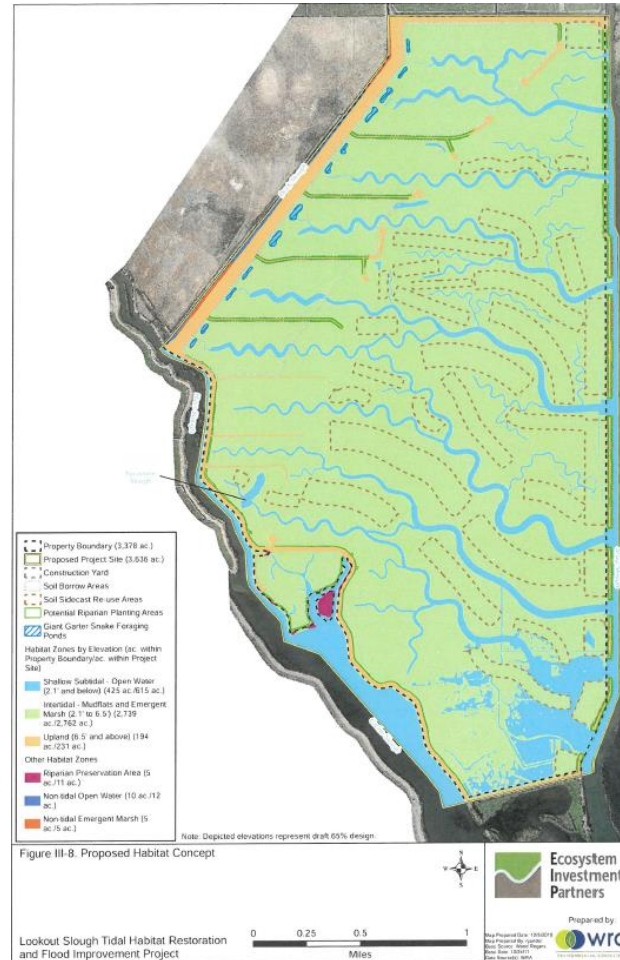 Property Boundary (3,378 ac.)
Proposed Project Site (3,636 ac.)
Construction Yard
Soil Borrow Areas
Soil Sidecast Re-use Areas
Potential Riparian Planting Areas
Giant Garter Snake Foraging
Ponds
Habitat Zones by Elevation (ac. within
Property Boundary/ac. within Project
Site)
Shallow Subtidal - Open Water
(2.1' and below) (425 ac./615 ac.)
Intertidal - Mudflats and Emergent
Marsh (2.1' to 6.5') (2,739
ac./2,762 ac.)
Upland (6.5' and above) (194
ac./231 ac.)
Other Habitat Zones
Riparian Preservation Area (5
ac./11 ac.)
Non-tidal Open Water (10 ac./12
ac.)
Non-tidal Emergent Marsh (5
ac./5 ac.)
Note: Depicted elevations represent draft 65% design.
Figure III-8. Proposed Habitat Concept
N
W
E
S
Ecosystem
Investment
Partners
Prepared by
wra
Lookout Slough Tidal Habitat Restoration
and Flood Improvement Project
0 0.25 0.5 1
Miles